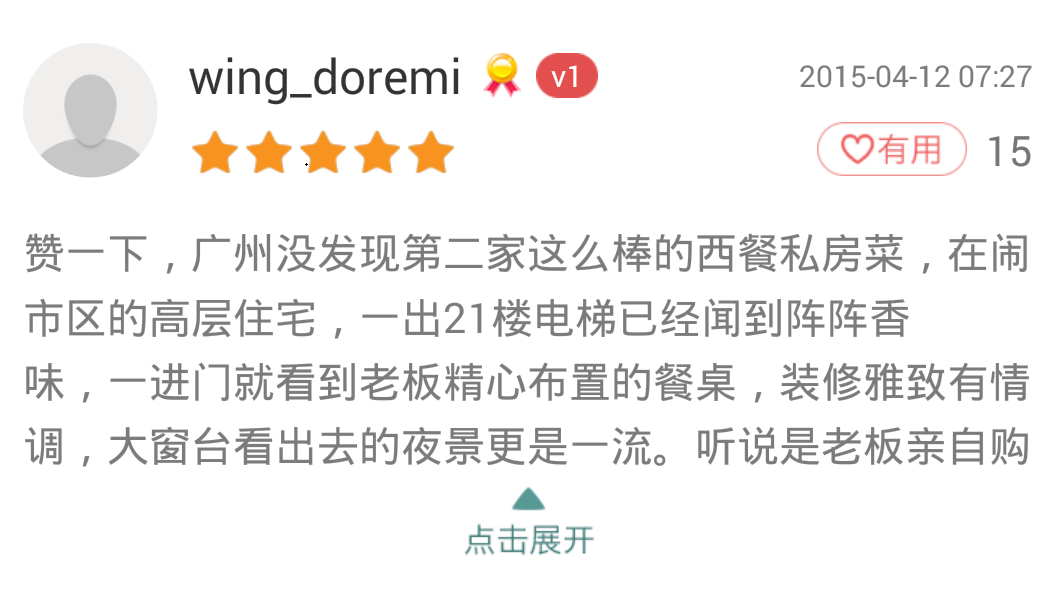 wing_doremi v1 2015-04-12 07:27
有用 15
赞一下，广州没发现第二家这么棒的西餐私房菜，在闹
市区的高层住宅，一出21楼电梯已经闻到阵阵香
味，一进门就看到老板精心布置的餐桌，装修雅致有情
调，大窗台看出去的夜景更是一流。听说是老板亲自购
点击展开